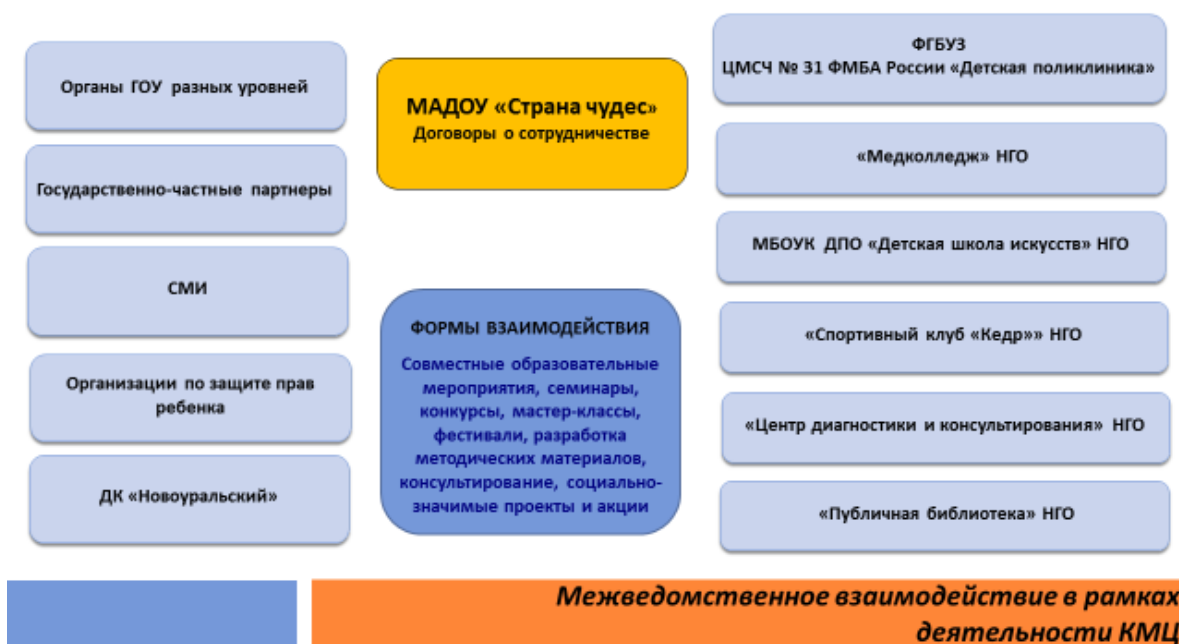 Органы ГОУ разных уровней
Государственно-частные партнеры
СМИ
Организации по защите прав
ребенка
ДК «Новоуральский»
МАДОУ «Страна чудес»
Договоры о сотрудничестве
ФОРМЫ ВЗАИМОДЕЙСТВИЯ
Совместные образовательные
мероприятия, семинары,
конкурсы, мастер-классы,
фестивали, разработка
методических материалов,
консультирование, социально-
значимые проекты и акции
ФГБУЗ
ЦМСЧ № 31 ФМБА России «Детская поликлиника»
«Медколледж» НГО
МБОУК ДПО «Детская школа искусств» НГО
«Спортивный клуб «Кедр»» НГО
«Центр диагностики и консультирования» НГО
«Публичная библиотека» НГО
Межведомственное взаимодействие в рамках
деятельности КМЦ